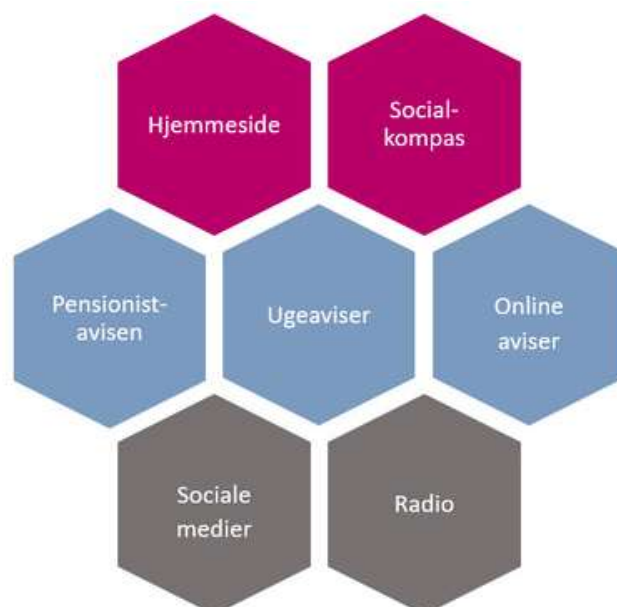 Hjemmeside
Social-
kompas
Pensionist-
avisen
Ugeaviser
Online
aviser
Sociale
medier
Radio